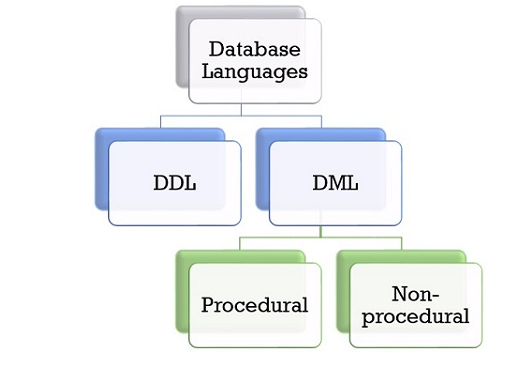 Database
Languages
DDL
DML
Procedural
Non-
procedural